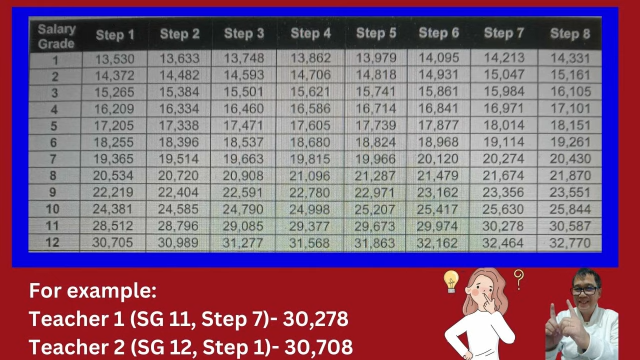 Salary Grade Step 1 Step 2 Step 3 Step 4 Step 5 Step 6 Step 7 Step 8
1 13,530 13,633 13,748 13,862 13,979 14,095 14,213 14,331
2 14,372 14,482 14,593 14,706 14,818 14,931 15,047 15,161
3 15,265 15,384 15,501 15,621 15,741 15,861 15,984 16,105
4 16,209 16,334 16,460 16,586 16,714 16,841 16,971 17,101
5 17,205 17,338 17,471 17,605 17,739 17,877 18,014 18,151
6 18,255 18,396 18,537 18,680 18,824 18,968 19,114 19,261
7 19,365 19,514 19,663 19,815 19,966 20,120 20,274 20,430
8 20,534 20,720 20,908 21,096 21,287 21,479 21,674 21,870
9 22,219 22,404 22,591 22,780 22,971 23,162 23,356 23,551
10 24,381 24,585 24,790 24,998 25,207 25,417 25,630 25,844
11 28,512 28,796 29,085 29,377 29,673 29,974 30,278 30,587
12 30,705 30,989 31,277 31,568 31,863 32,162 32,464 32,770
For example:
Teacher 1 (SG 11, Step 7)- 30,278
Teacher 2 (SG 12, Step 1)- 30,708
?